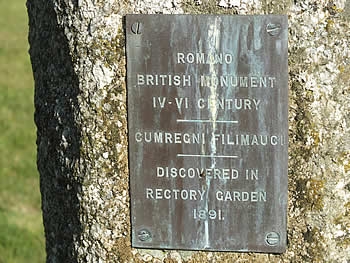 ROMANO
BRITISH MONUMENT
IV-VI CENTURY
CUMREGNI FILIMAUCI
DISCOVERED IN
RECTORY GARDEN
1891.